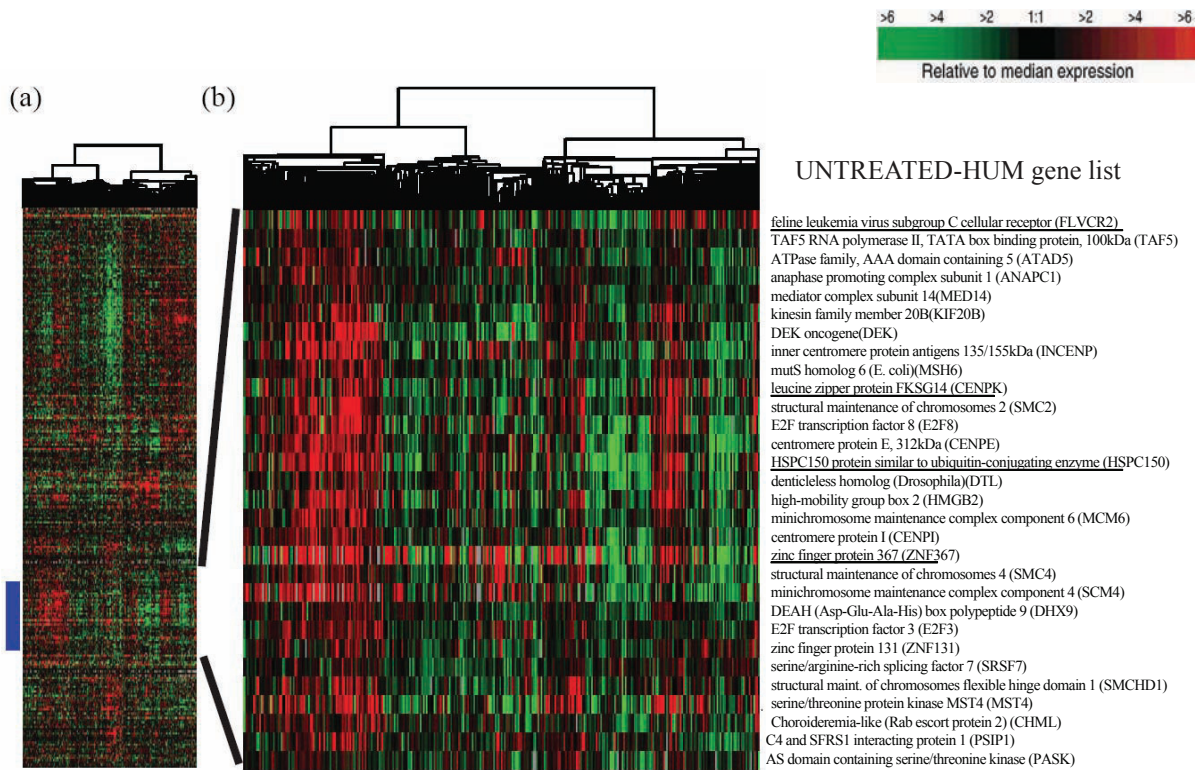 >6 >4 >2 1:1 >2 >4 >6
Relative to median expression
(a)
(b)
UNTREATED-HUM gene list
feline leukemia virus subgroup C cellular receptor (FLVCR2)
TAF5 RNA polymerase II, TATA box binding protein, 100kDa (TAF5)
ATPase family, AAA domain containing 5 (ATAD5)
anaphase promoting complex subunit 1 (ANAPC1)
mediator complex subunit 14(MED14)
kinesin family member 20B(KIF20B)
DEK oncogene(DEK)
inner centromere protein antigens 135/155kDa (INCENP)
mutS homolog 6 (E. coli)(MSH6)
leucine zipper protein FKSG14 (CENPK)
structural maintenance of chromosomes 2 (SMC2)
E2F transcription factor 8 (E2F8)
centromere protein E, 312kDa (CENPE)
HSPC150 protein similar to ubiquitin-conjugating enzyme (HSPC150)
denticleless homolog (Drosophila)(DTL)
high-mobility group box 2 (HMGB2)
minichromosome maintenance complex component 6 (MCM6)
centromere protein I (CENPI)
zinc finger protein 367 (ZNF367)
structural maintenance of chromosomes 4 (SMC4)
minichromosome maintenance complex component 4 (SCM4)
DEAH (Asp-Glu-Ala-His) box polypeptide 9 (DHX9)
E2F transcription factor 3 (E2F3)
zinc finger protein 131 (ZNF131)
serine/arginine-rich splicing factor 7 (SRSF7)
structural maint. of chromosomes flexible hinge domain 1 (SMCHD1)
serine/threonine protein kinase MST4 (MST4)
Choroideremia-like (Rab escort protein 2) (CHML)
C4 and SFRS1 interacting protein 1 (PSIP1)
AS domain containing serine/threonine kinase (PASK)